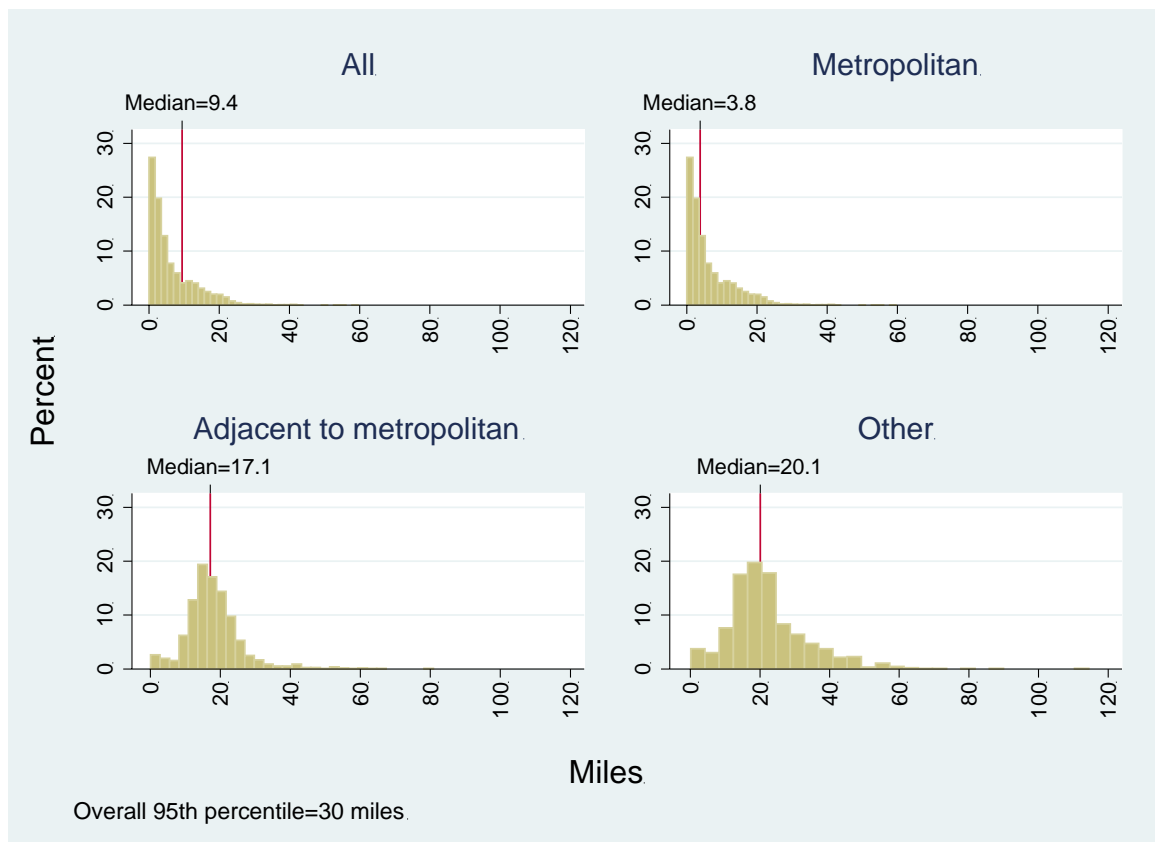 All
Metropolitan
Median=9.4
Median=3.8
30
20
10
0
0 20 40 60 80 100 120
30
20
10
0
0 20 40 60 80 100 120
Percent
Adjacent to metropolitan
Other
Median=17.1
Median=20.1
30
20
10
0
0 20 40 60 80 100 120
30
20
10
0
0 20 40 60 80 100 120
Miles
Overall 95th percentile=30 miles